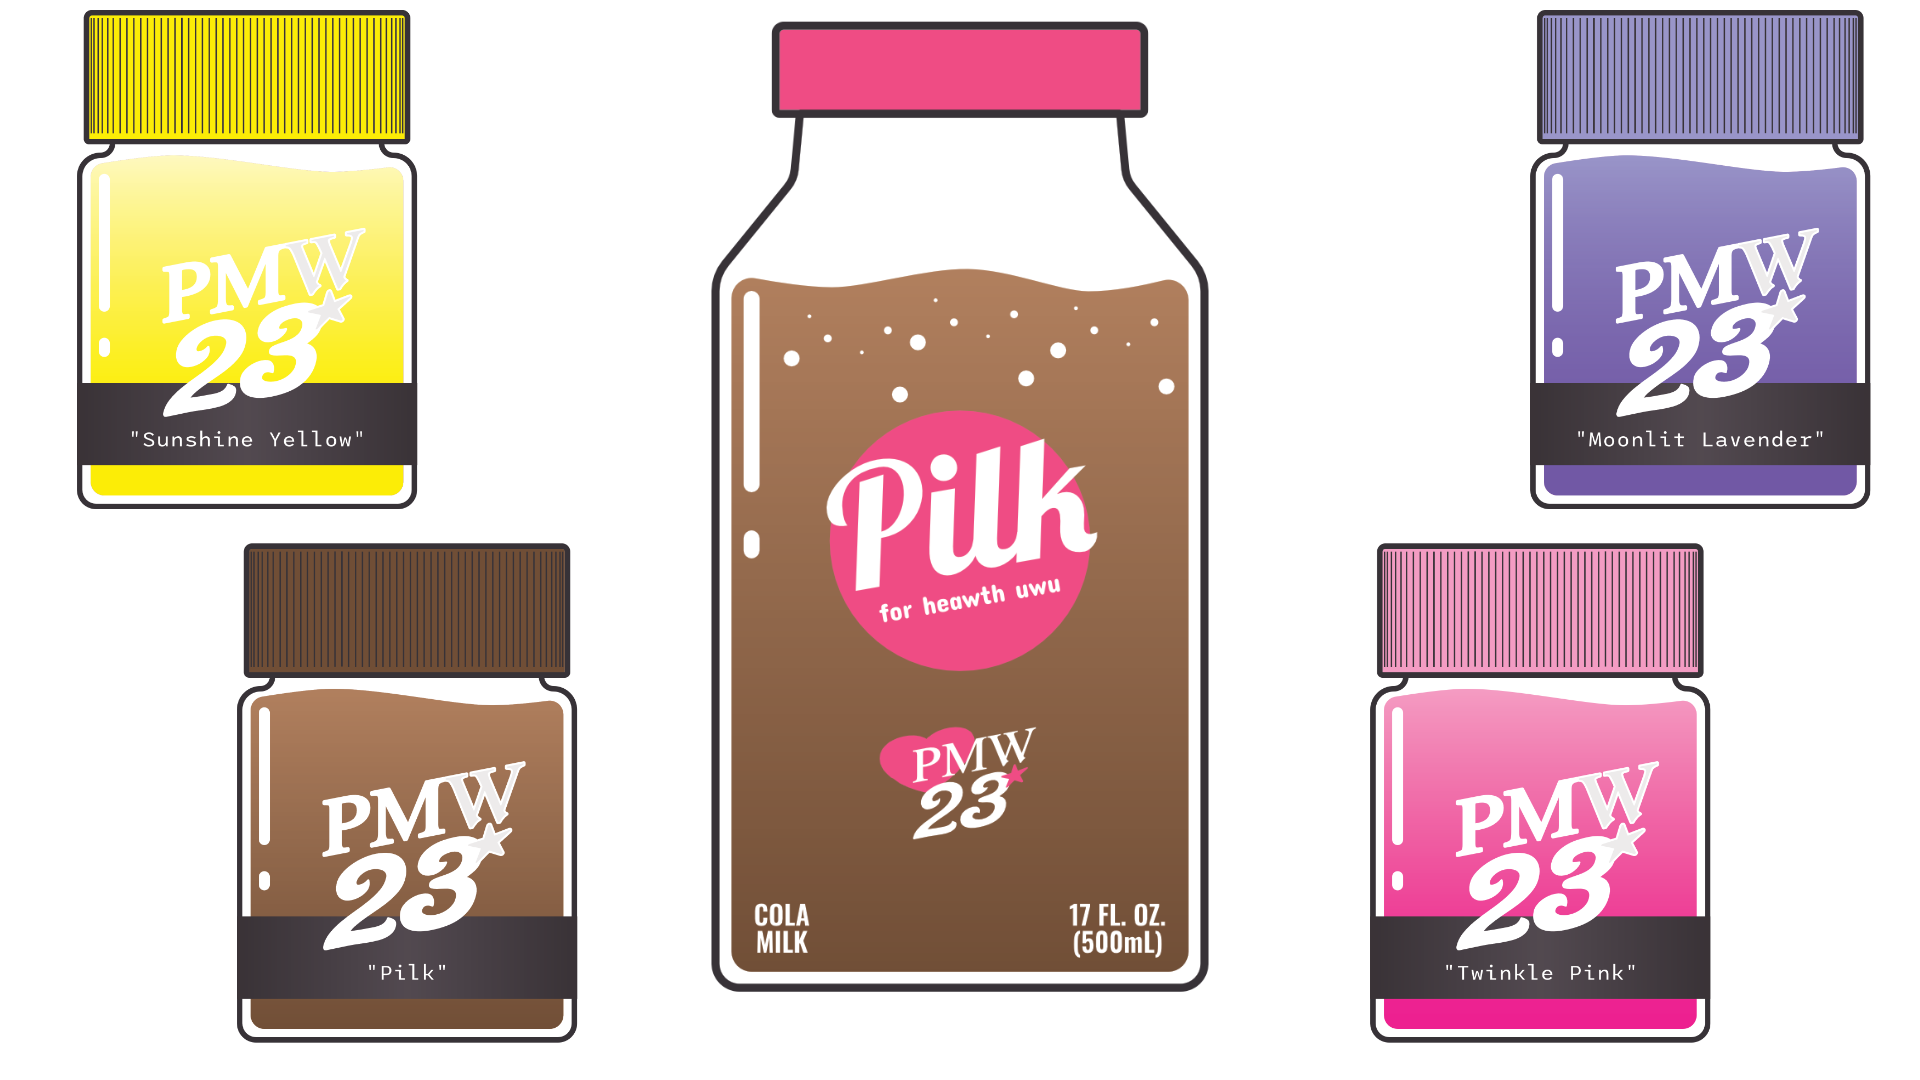 PMW
23
"Sunshine Yellow"
Pilk
for heawth uwu
PMW
23
COLA
MILK
17 FL. OZ.
(500mL)
PMW
23
"Moonlit Lavender"
PMW
23
"Pilk"
PMW
23
"Twinkle Pink"